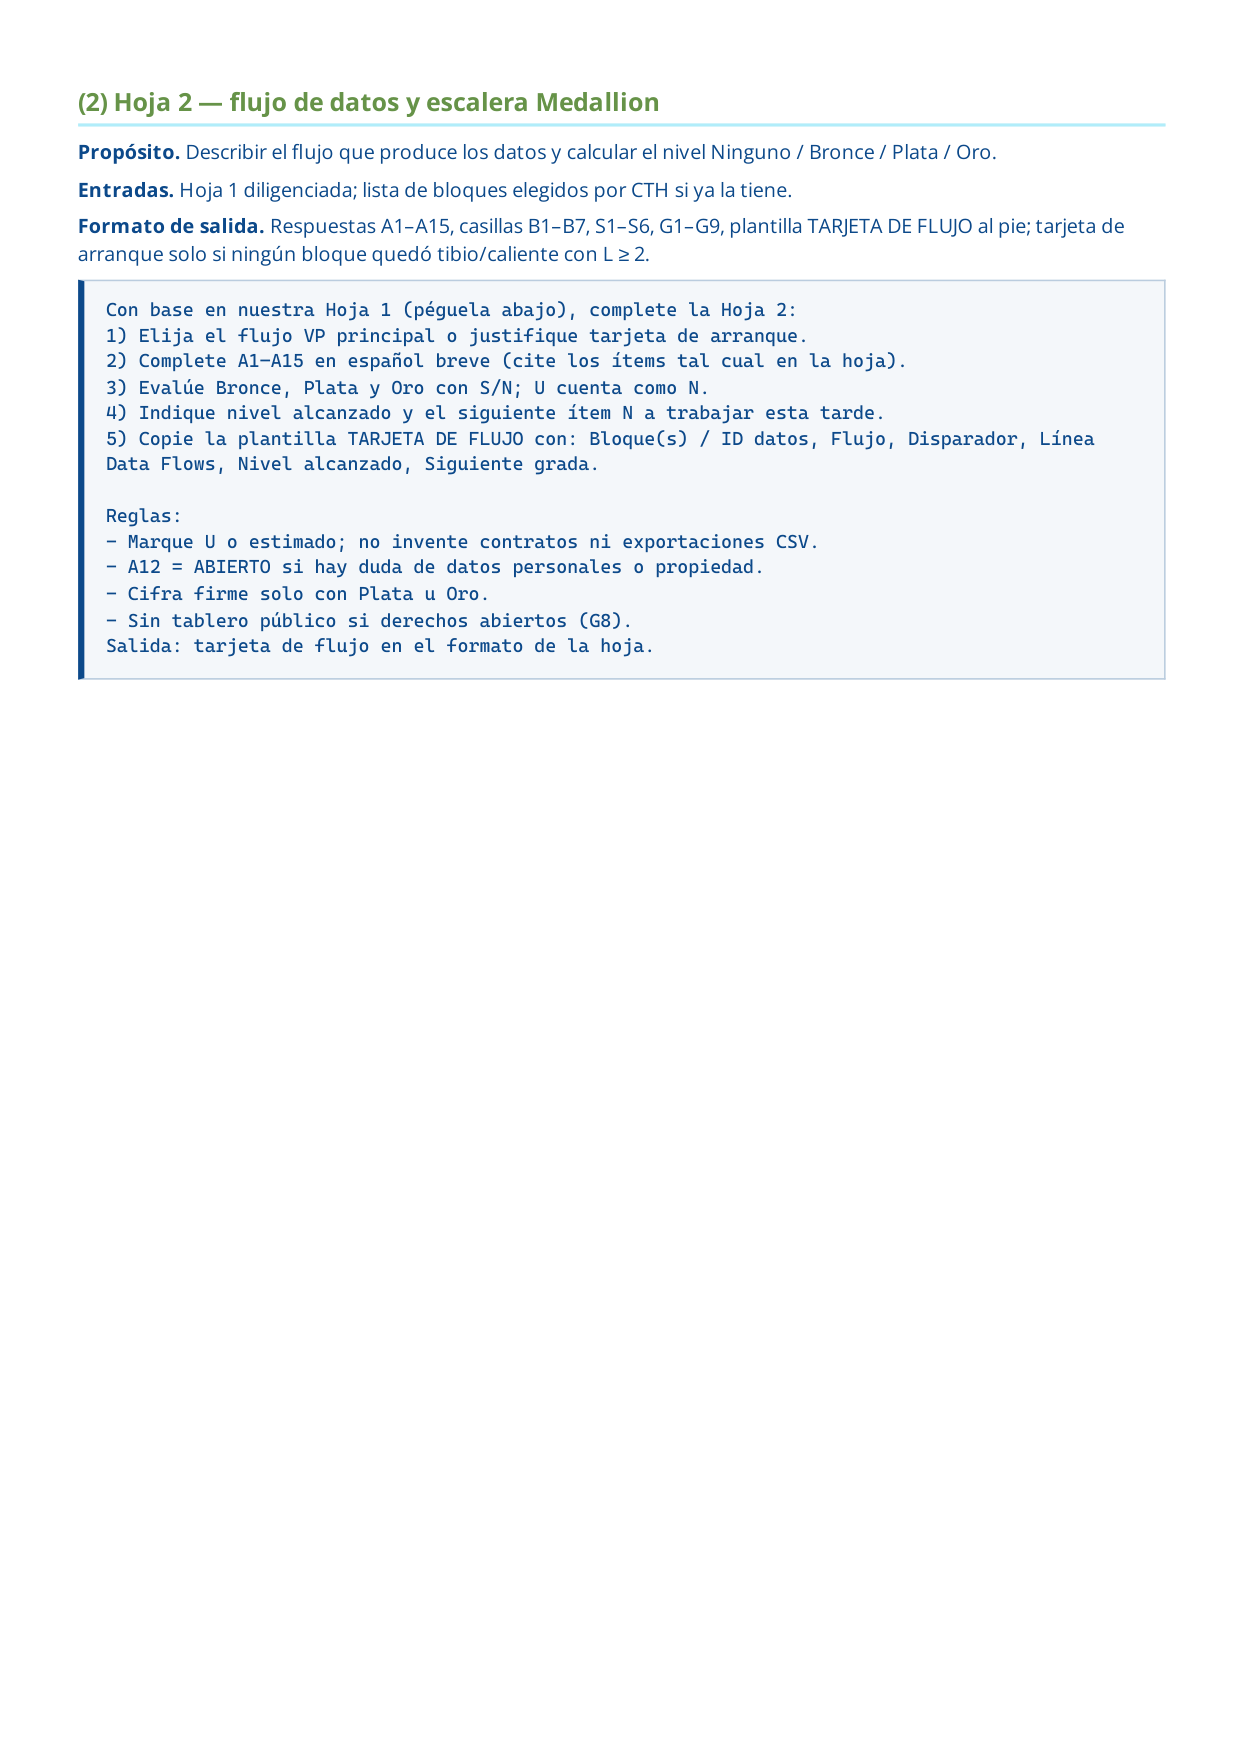 (2) Hoja 2 — flujo de datos y escalera Medallion
Propósito. Describir el flujo que produce los datos y calcular el nivel Ninguno / Bronce / Plata / Oro.
Entradas. Hoja 1 diligenciada; lista de bloques elegidos por CTH si ya la tiene.
Formato de salida. Respuestas A1–A15, casillas B1–B7, S1–S6, G1–G9, plantilla TARJETA DE FLUJO al pie; tarjeta de
arranque solo si ningún bloque quedó tibio/caliente con L ≥ 2.
Con base en nuestra Hoja 1 (péguela abajo), complete la Hoja 2:
1) Elija el flujo VP principal o justifique tarjeta de arranque.
2) Complete A1–A15 en español breve (cite los ítems tal cual en la hoja).
3) Evalúe Bronce, Plata y Oro con S/N; U cuenta como N.
4) Indique nivel alcanzado y el siguiente ítem N a trabajar esta tarde.
5) Copie la plantilla TARJETA DE FLUJO con: Bloque(s) / ID datos, Flujo, Disparador, Línea
Data Flows, Nivel alcanzado, Siguiente grada.
Reglas:
– Marque U o estimado; no invente contratos ni exportaciones CSV.
– A12 = ABIERTO si hay duda de datos personales o propiedad.
– Cifra firme solo con Plata u Oro.
– Sin tablero público si derechos abiertos (G8).
Salida: tarjeta de flujo en el formato de la hoja.